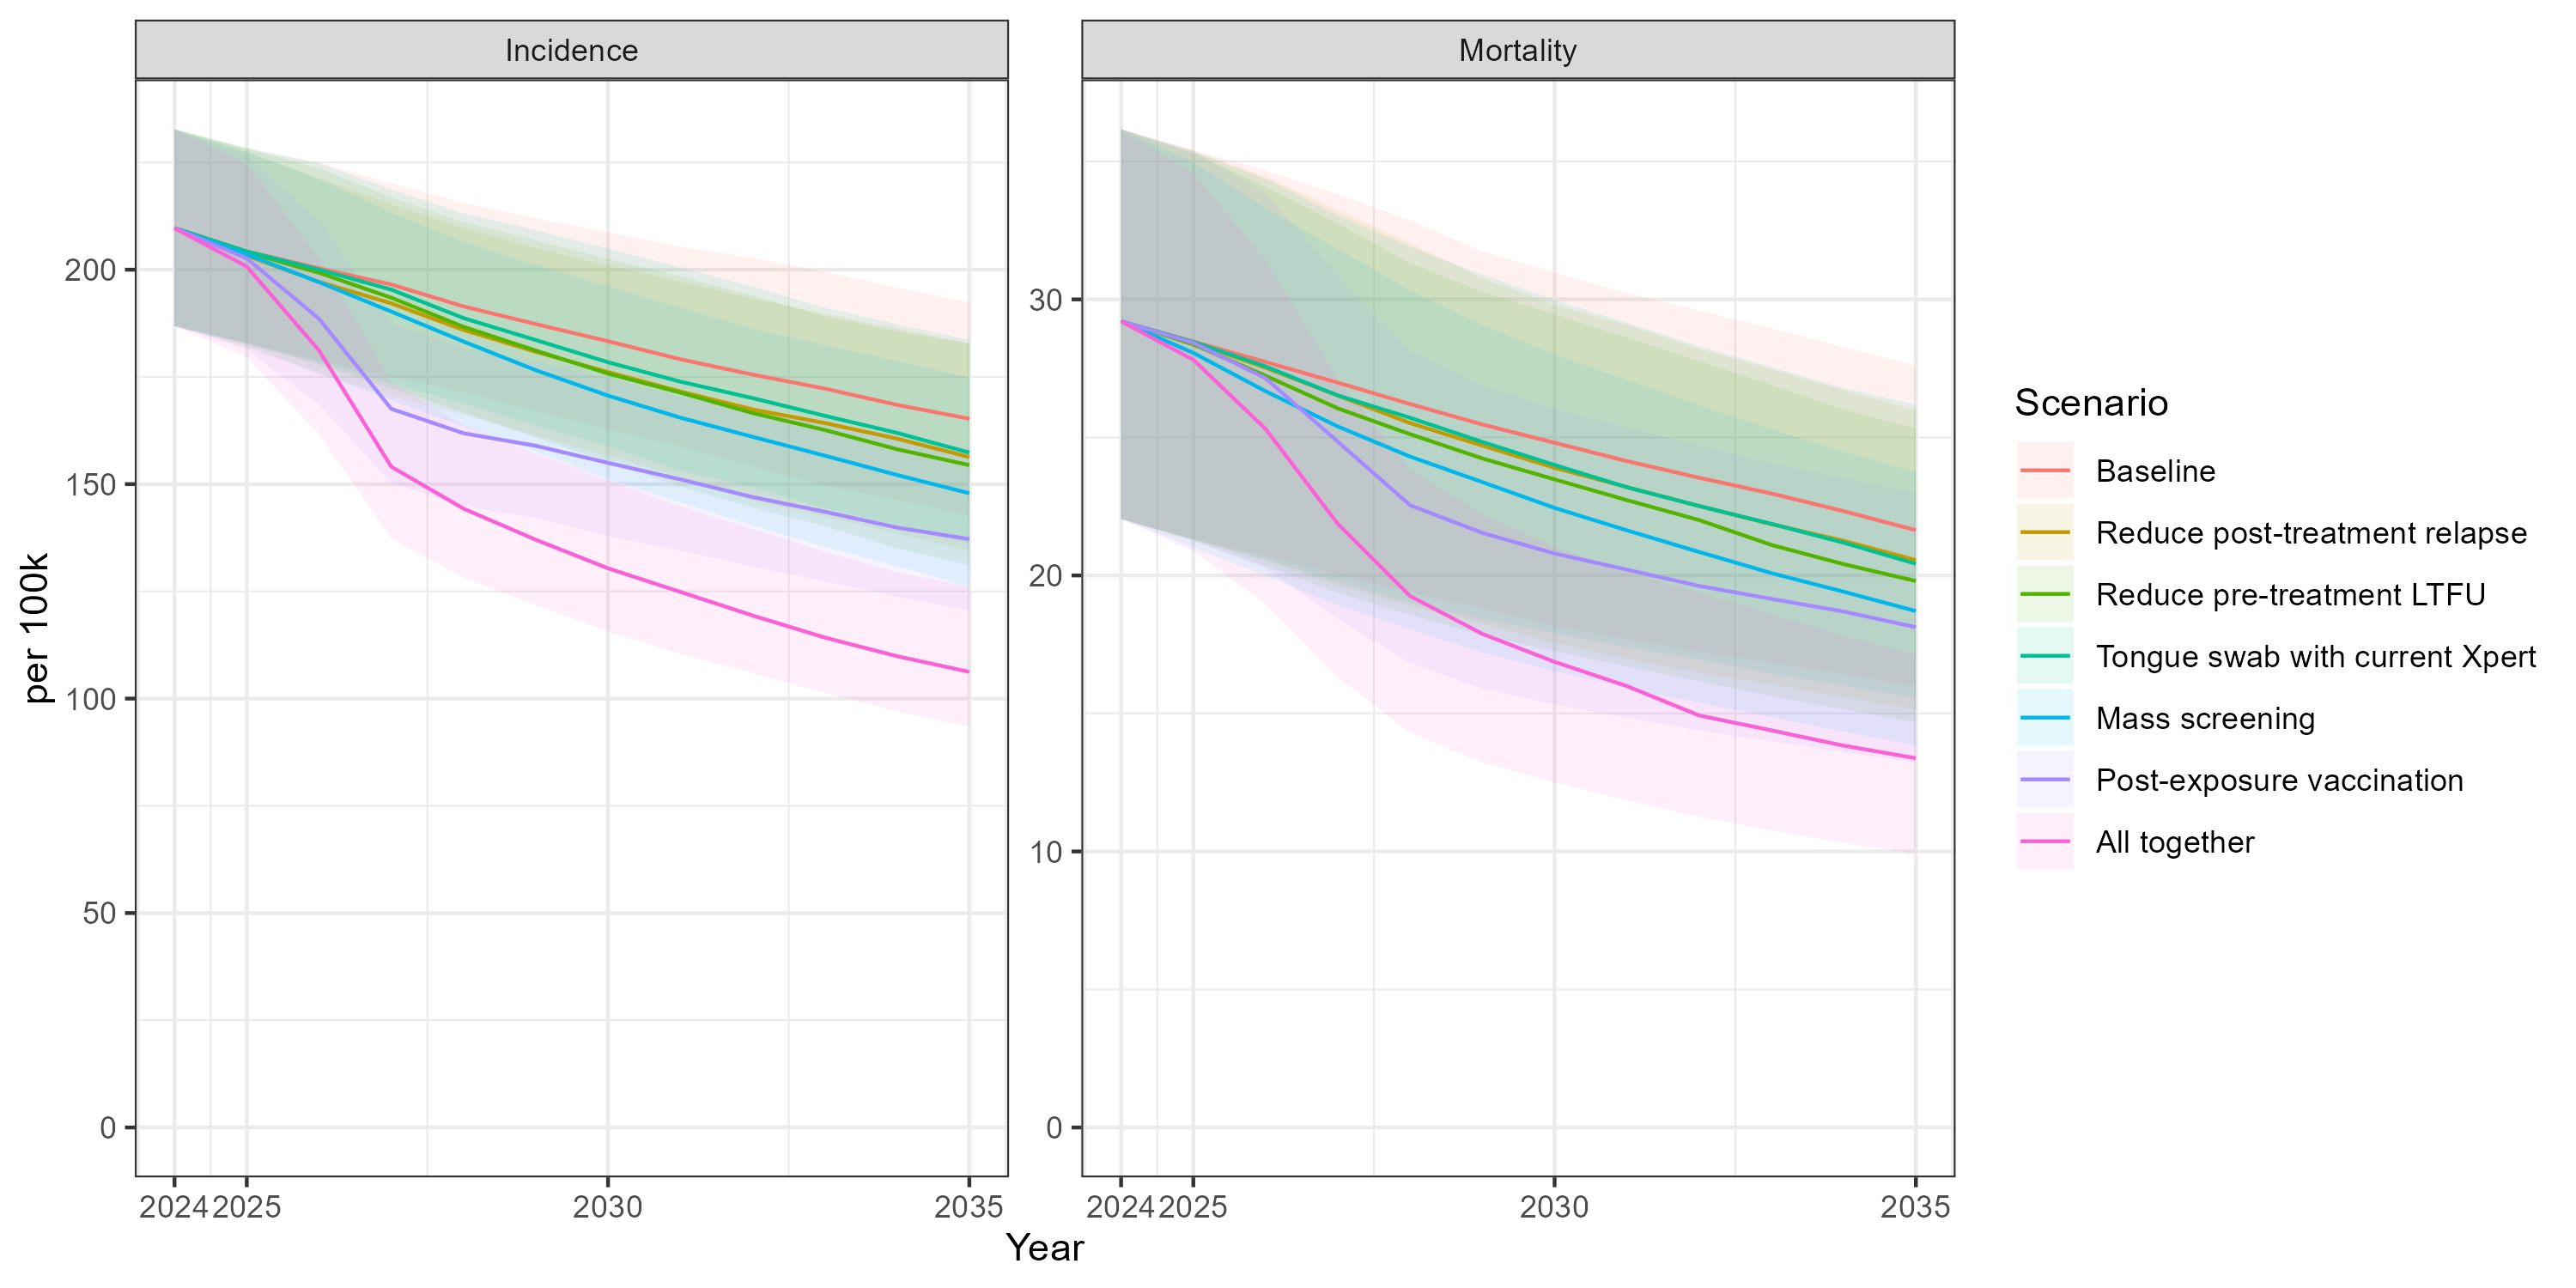 Incidence
Mortality
per 100k
200
150
100
50
0
30
20
10
0
2024 2025 2030 2035
2024 2025 2030 2035
Year
Scenario
Baseline
Reduce post-treatment relapse
Reduce pre-treatment LTFU
Tongue swab with current Xpert
Mass screening
Post-exposure vaccination
All together